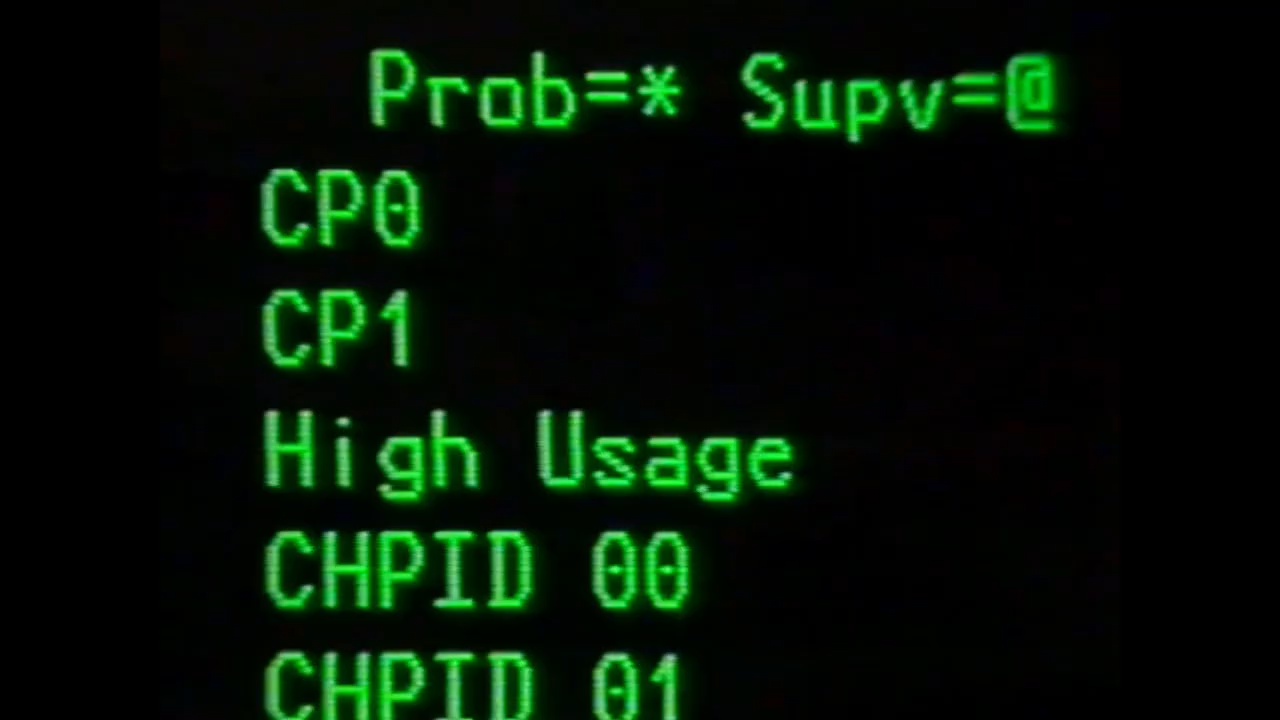 Prob=* Supv=@
CP0
CP1
High Usage
CHPID 00
CHPID 01